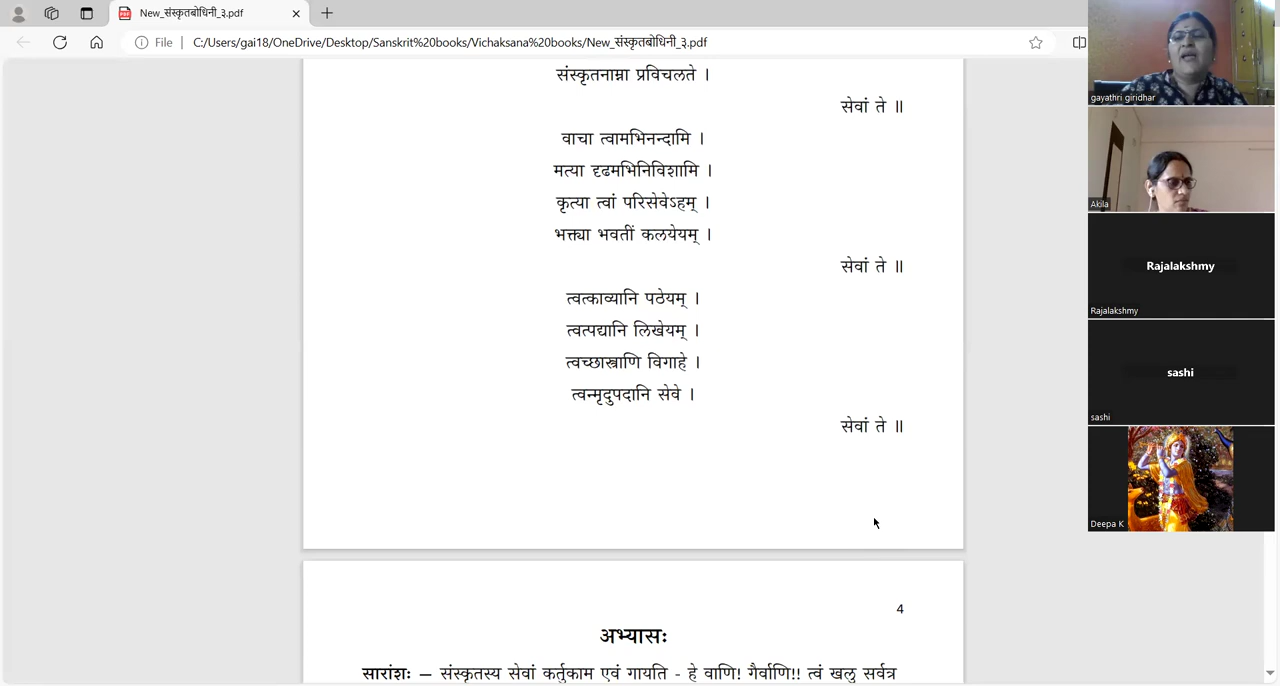 New_संस्कृतबोधिनी_३.pdf
File
C:/Users/gai18/OneDrive/Desktop/Sanskrit%20books/Vichaksana%20books/New_संस्कृतबोधिनी_३.pdf
संस्कृतनाम्ना प्रविचलते ।
सेवां ते ॥
वाचा त्वामभिनन्दामि ।
मत्या दृढमभिनिविशामि ।
कृत्या त्वां परिसेवेऽहम् ।
भक्त्या भवतीं कलयेयम् ।
सेवां ते ॥
त्वत्काव्यानि पठेयम् ।
त्वत्पद्यानि लिखेयम् ।
त्वच्छास्त्राणि विगाहे ।
त्वन्मृदुपदानि सेवे ।
सेवां ते ॥
4
अभ्यासः
सारांशः – संस्कृतस्य सेवां कर्तुकाम एवं गायति - हे वाणि! गैर्वाणि!! त्वं खलु सर्वत्र
gayathri giridhar
Akila
Rajalakshmy
Rajalakshmy
sashi
sashi
Deepa K